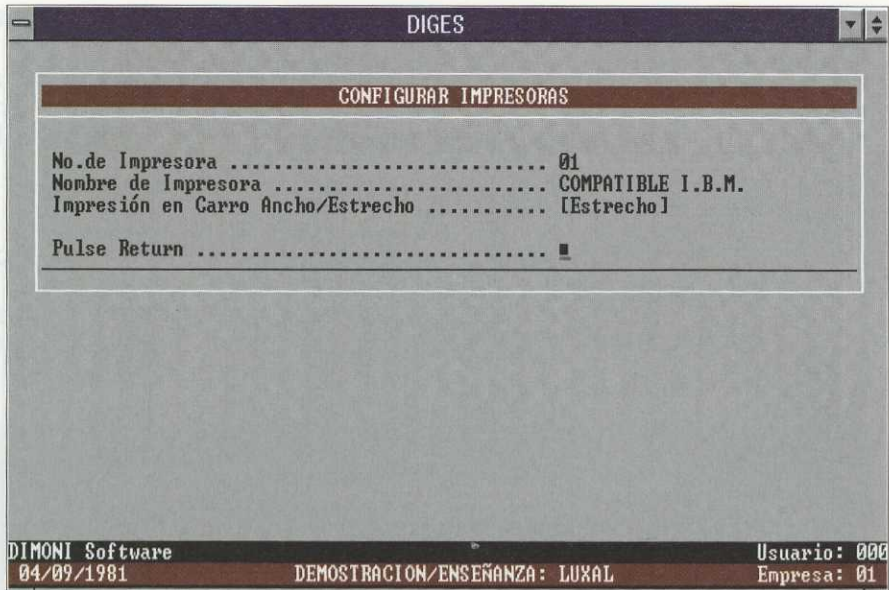 DIGES
CONFIGURAR IMPRESORAS
No.de Impresora ............................. 01
Nombre de Impresora ......................... COMPATIBLE I.B.M.
Impresión en Carro Ancho/Estrecho ........... [Estrecho]
Pulse Return ................................
DIMONI Software Usuario: 000
04/09/1981 DEMOSTRACION/ENSEÑANZA: LUXAL Empresa: 01